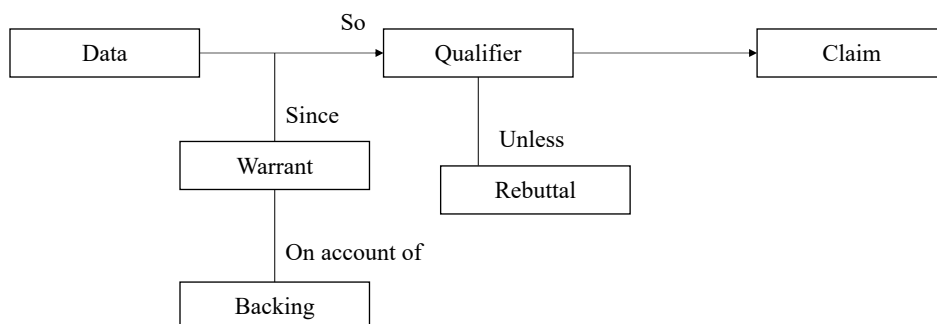 So
Data
Qualifier
Claim
Since
Unless
Warrant
Rebuttal
On account of
Backing